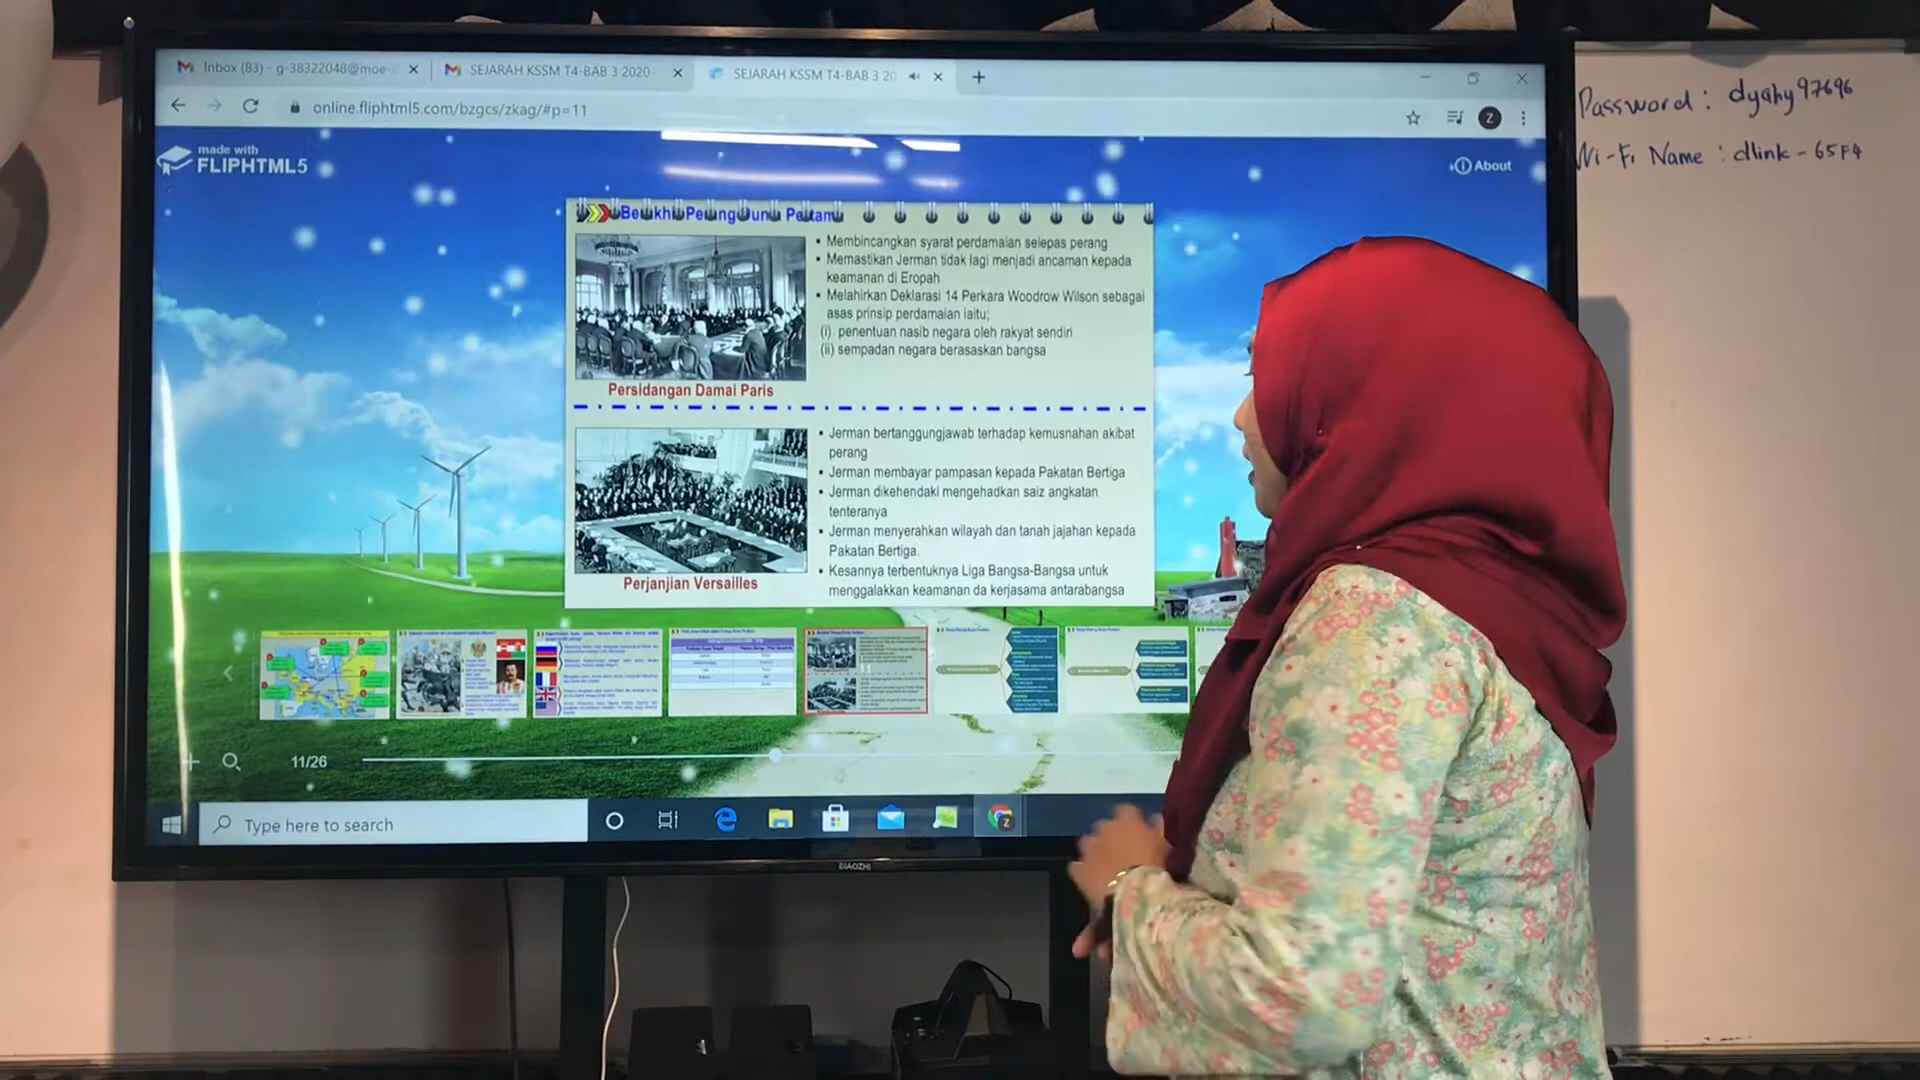 Inbox (83) - g-38322048@moe-
SEJARAH KSSM T4-BAB 3 2020 -
SEJARAH KSSM T4-BAB 3 20
online.fliphtml5.com/bzgcs/zkag/#p=11
Z
made with
FLIPHTML5
About
Berakhir Perang Dunia Pertama
Membincangkan syarat perdamaian selepas perang
Memastikan Jerman tidak lagi menjadi ancaman kepada
keamanan di Eropah
Melahirkan Deklarasi 14 Perkara Woodrow Wilson sebagai
asas prinsip perdamaian iaitu;
(i) penentuan nasib negara oleh rakyat sendiri
(ii) sempadan negara berasaskan bangsa
Persidangan Damai Paris
Jerman bertanggungjawab terhadap kemusnahan akibat
perang
Jerman membayar pampasan kepada Pakatan Bertiga
Jerman dikehendaki mengehadkan saiz angkatan
tenteranya
Jerman menyerahkan wilayah dan tanah jajahan kepada
Pakatan Bertiga.
Kesannya terbentuknya Liga Bangsa-Bangsa untuk
menggalakkan keamanan da kerjasama antarabangsa
Perjanjian Versailles
11/26
Type here to search
BIAOZHI
Password : dyahy97696
Wi-Fi Name : dlink-65F4